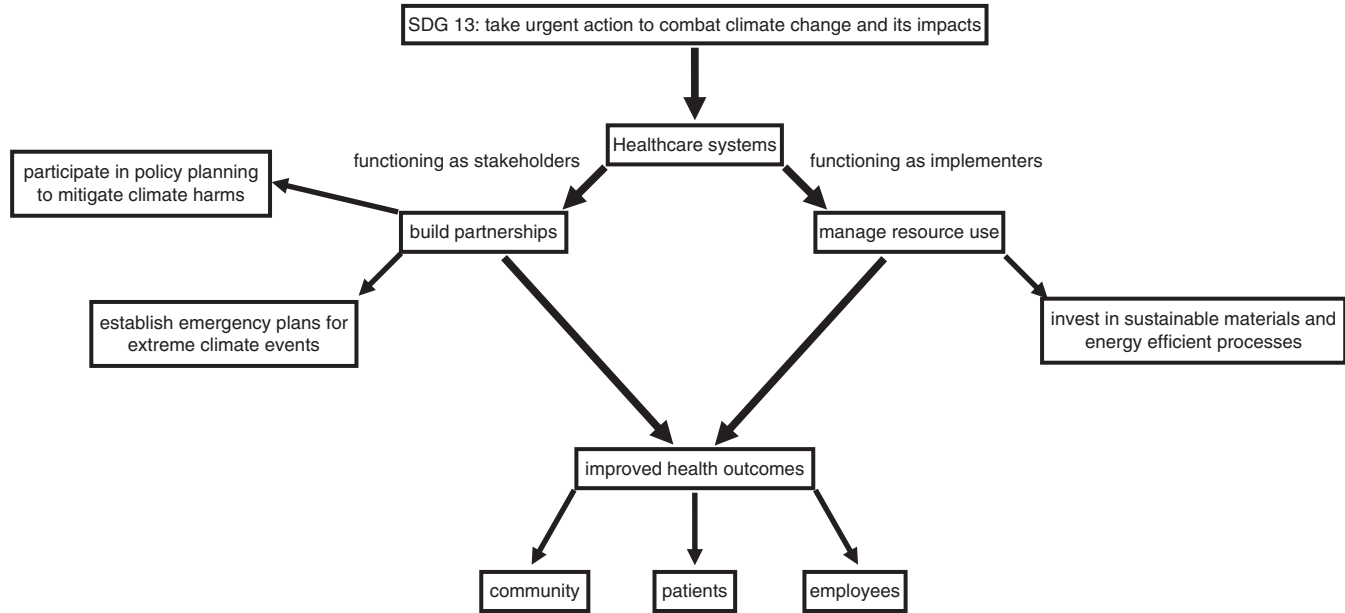 SDG 13: take urgent action to combat climate change and its impacts
Healthcare systems
functioning as stakeholders
functioning as implementers
participate in policy planning
to mitigate climate harms
build partnerships
manage resource use
establish emergency plans for
extreme climate events
invest in sustainable materials and
energy efficient processes
improved health outcomes
community
patients
employees